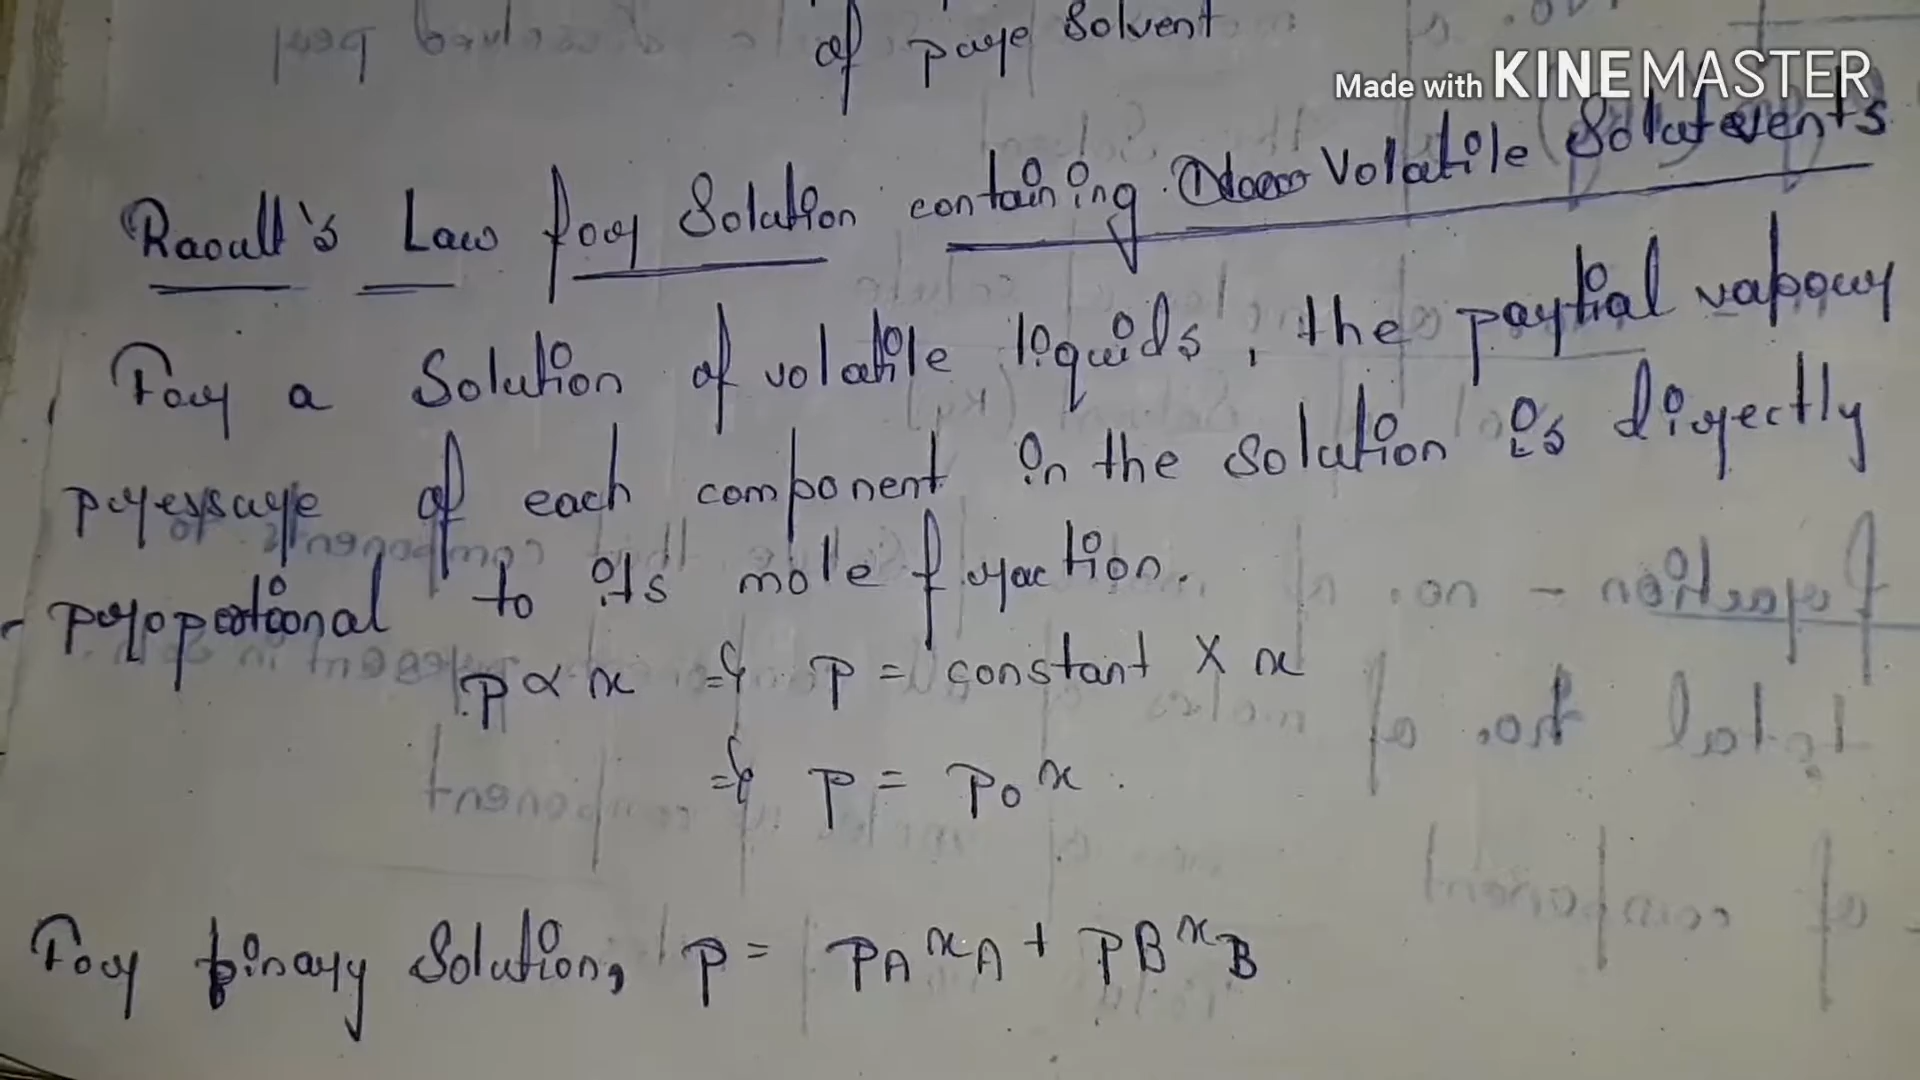 of pure solvent
Made with KINEMASTER
Raoult's Law for Solution containing Volatile Solutes
For a Solution of volatile liquids, the partial vapour
pressure of each component in the solution is directly
proportional to its mole fraction.
p ∝ x ⇒ p = constant × x
⇒ p = p₀ x.
For binary Solution, p = pA xA + pB xB